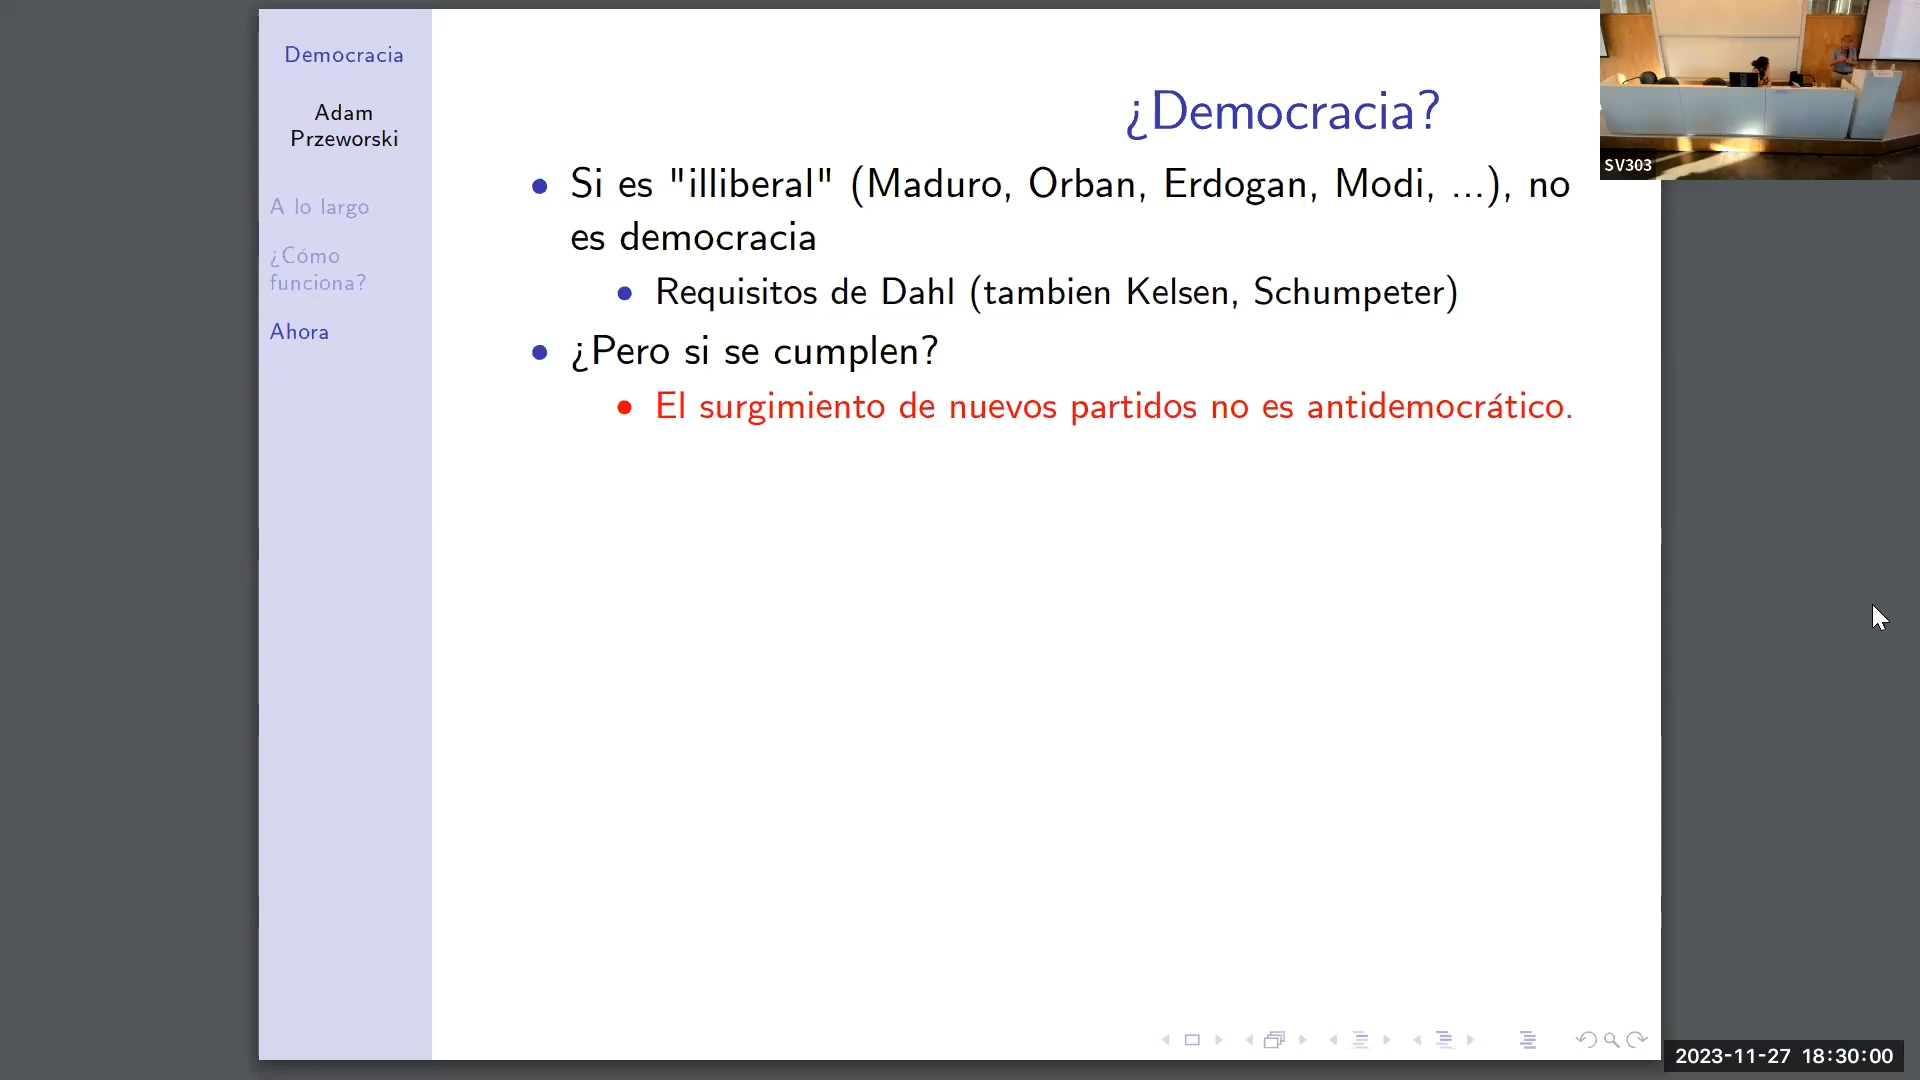 Democracia
Adam
Przeworski
A lo largo
¿Cómo
funciona?
Ahora
¿Democracia?
Si es "illiberal" (Maduro, Orban, Erdogan, Modi, ...), no
es democracia
Requisitos de Dahl (tambien Kelsen, Schumpeter)
¿Pero si se cumplen?
El surgimiento de nuevos partidos no es antidemocrático.
SV303
2023-11-27 18:30:00